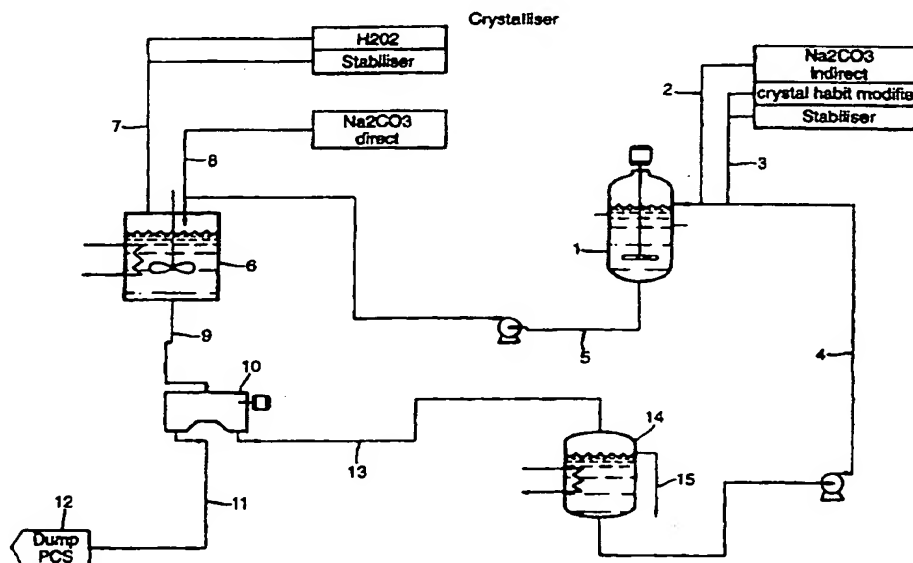 Crystalliser
H2O2
Stabiliser
Na2CO3
direct
Na2CO3
Indirect
crystal habit modifie
Stabiliser
2
3
7
8
1
6
5
4
9
10
13
14
15
11
12
Dump
PCS